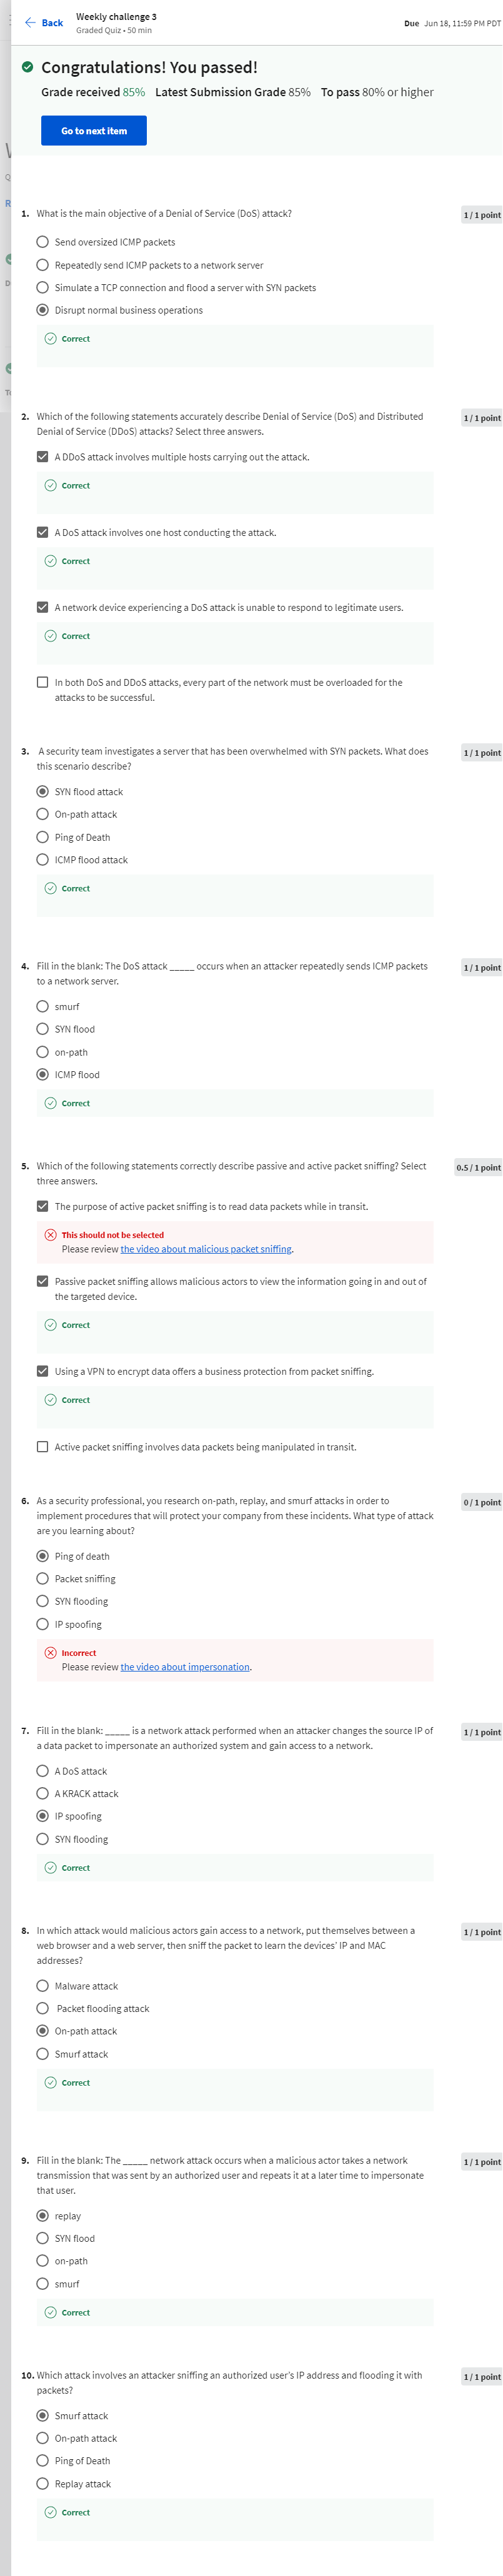 Back
Weekly challenge 3
Graded Quiz • 50 min
Due Jun 18, 11:59 PM PDT
Congratulations! You passed!
Grade received 85% Latest Submission Grade 85% To pass 80% or higher
Go to next item
1. What is the main objective of a Denial of Service (DoS) attack?
1 / 1 point
Send oversized ICMP packets
Repeatedly send ICMP packets to a network server
Simulate a TCP connection and flood a server with SYN packets
Disrupt normal business operations
Correct
2. Which of the following statements accurately describe Denial of Service (DoS) and Distributed
Denial of Service (DDoS) attacks? Select three answers.
1 / 1 point
A DDoS attack involves multiple hosts carrying out the attack.
Correct
A DoS attack involves one host conducting the attack.
Correct
A network device experiencing a DoS attack is unable to respond to legitimate users.
Correct
In both DoS and DDoS attacks, every part of the network must be overloaded for the
attacks to be successful.
3. A security team investigates a server that has been overwhelmed with SYN packets. What does
this scenario describe?
1 / 1 point
SYN flood attack
On-path attack
Ping of Death
ICMP flood attack
Correct
4. Fill in the blank: The DoS attack _____ occurs when an attacker repeatedly sends ICMP packets
to a network server.
1 / 1 point
smurf
SYN flood
on-path
ICMP flood
Correct
5. Which of the following statements correctly describe passive and active packet sniffing? Select
three answers.
0.5 / 1 point
The purpose of active packet sniffing is to read data packets while in transit.
This should not be selected
Please review the video about malicious packet sniffing.
Passive packet sniffing allows malicious actors to view the information going in and out of
the targeted device.
Correct
Using a VPN to encrypt data offers a business protection from packet sniffing.
Correct
Active packet sniffing involves data packets being manipulated in transit.
6. As a security professional, you research on-path, replay, and smurf attacks in order to
implement procedures that will protect your company from these incidents. What type of attack
are you learning about?
0 / 1 point
Ping of death
Packet sniffing
SYN flooding
IP spoofing
Incorrect
Please review the video about impersonation.
7. Fill in the blank: _____ is a network attack performed when an attacker changes the source IP of
a data packet to impersonate an authorized system and gain access to a network.
1 / 1 point
A DoS attack
A KRACK attack
IP spoofing
SYN flooding
Correct
8. In which attack would malicious actors gain access to a network, put themselves between a
web browser and a web server, then sniff the packet to learn the devices' IP and MAC
addresses?
1 / 1 point
Malware attack
Packet flooding attack
On-path attack
Smurf attack
Correct
9. Fill in the blank: The _____ network attack occurs when a malicious actor takes a network
transmission that was sent by an authorized user and repeats it at a later time to impersonate
that user.
1 / 1 point
replay
SYN flood
on-path
smurf
Correct
10. Which attack involves an attacker sniffing an authorized user's IP address and flooding it with
packets?
1 / 1 point
Smurf attack
On-path attack
Ping of Death
Replay attack
Correct